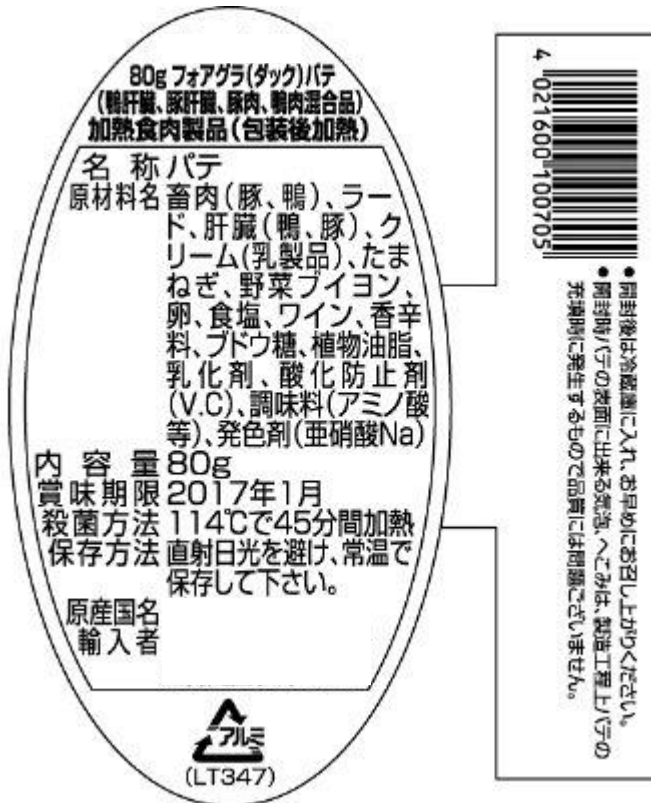 80g フォアグラ(ダック)パテ
(鴨肝臓、豚肝臓、豚肉、鴨肉混合品)
加熱食肉製品(包装後加熱)
名 称 パテ
原材料名 畜肉(豚、鴨)、ラー
ド、肝臓(鴨、豚)、ク
リーム(乳製品)、たま
ねぎ、野菜ブイヨン、
卵、食塩、ワイン、香辛
料、ブドウ糖、植物油脂、
乳化剤、酸化防止剤
(V.C)、調味料(アミノ酸
等)、発色剤(亜硝酸Na)
内 容 量 80g
賞味期限 2017年1月
殺菌方法 114℃で45分間加熱
保存方法 直射日光を避け、常温で
保存して下さい。
原産国名
輸入者
アルミ
(LT347)
4 021600 100705
●開封後は冷蔵庫に入れ、お早めにお召し上がりください。
●開封時パテの表面に出来る気泡、へこみは、製造工程上パテの
充填時に発生するもので品質には問題ございません。